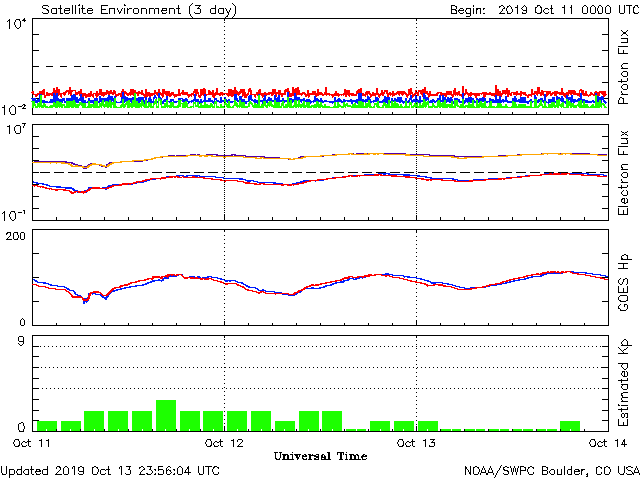 Satellite Environment (3 day) Begin: 2019 Oct 11 0000 UTC
10^4
10^-2
Proton Flux
10^7
10^-1
Electron Flux
200
0
GOES Hp
9
0
Estimated Kp
Oct 11 Oct 12 Oct 13 Oct 14
Universal Time
Updated 2019 Oct 13 23:56:04 UTC NOAA/SWPC Boulder, CO USA